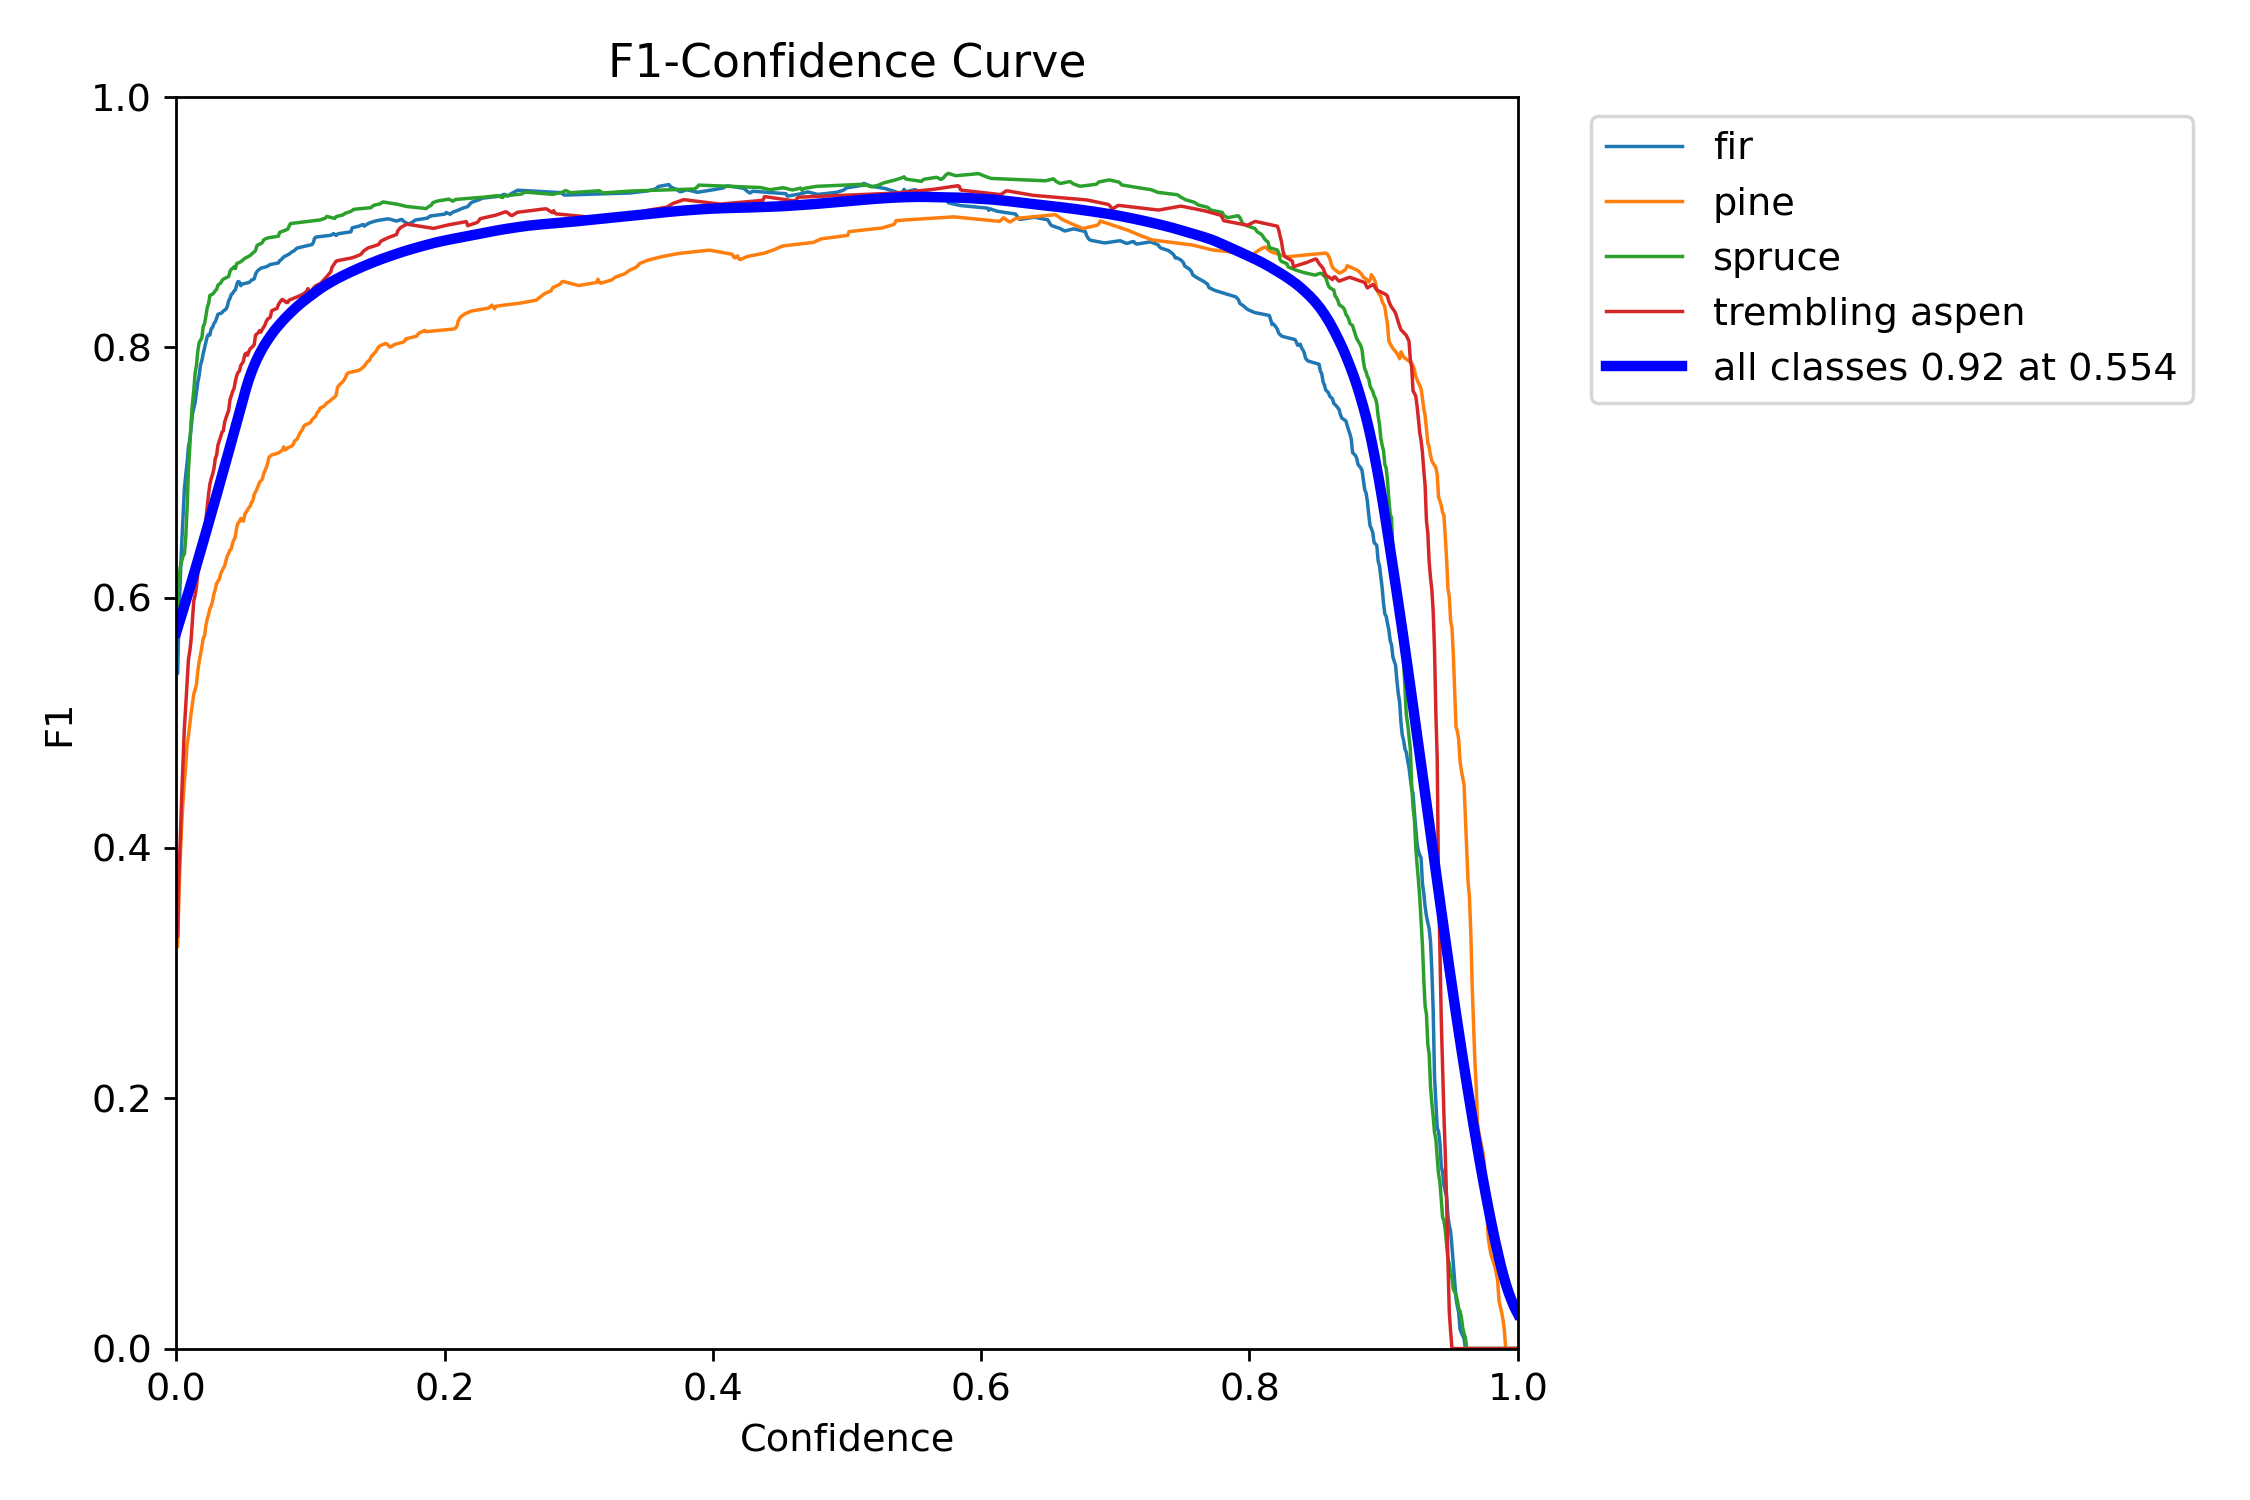 F1-Confidence Curve
1.0
0.8
0.6
0.4
0.2
0.0
F1
0.0 0.2 0.4 0.6 0.8 1.0
Confidence
fir
pine
spruce
trembling aspen
all classes 0.92 at 0.554